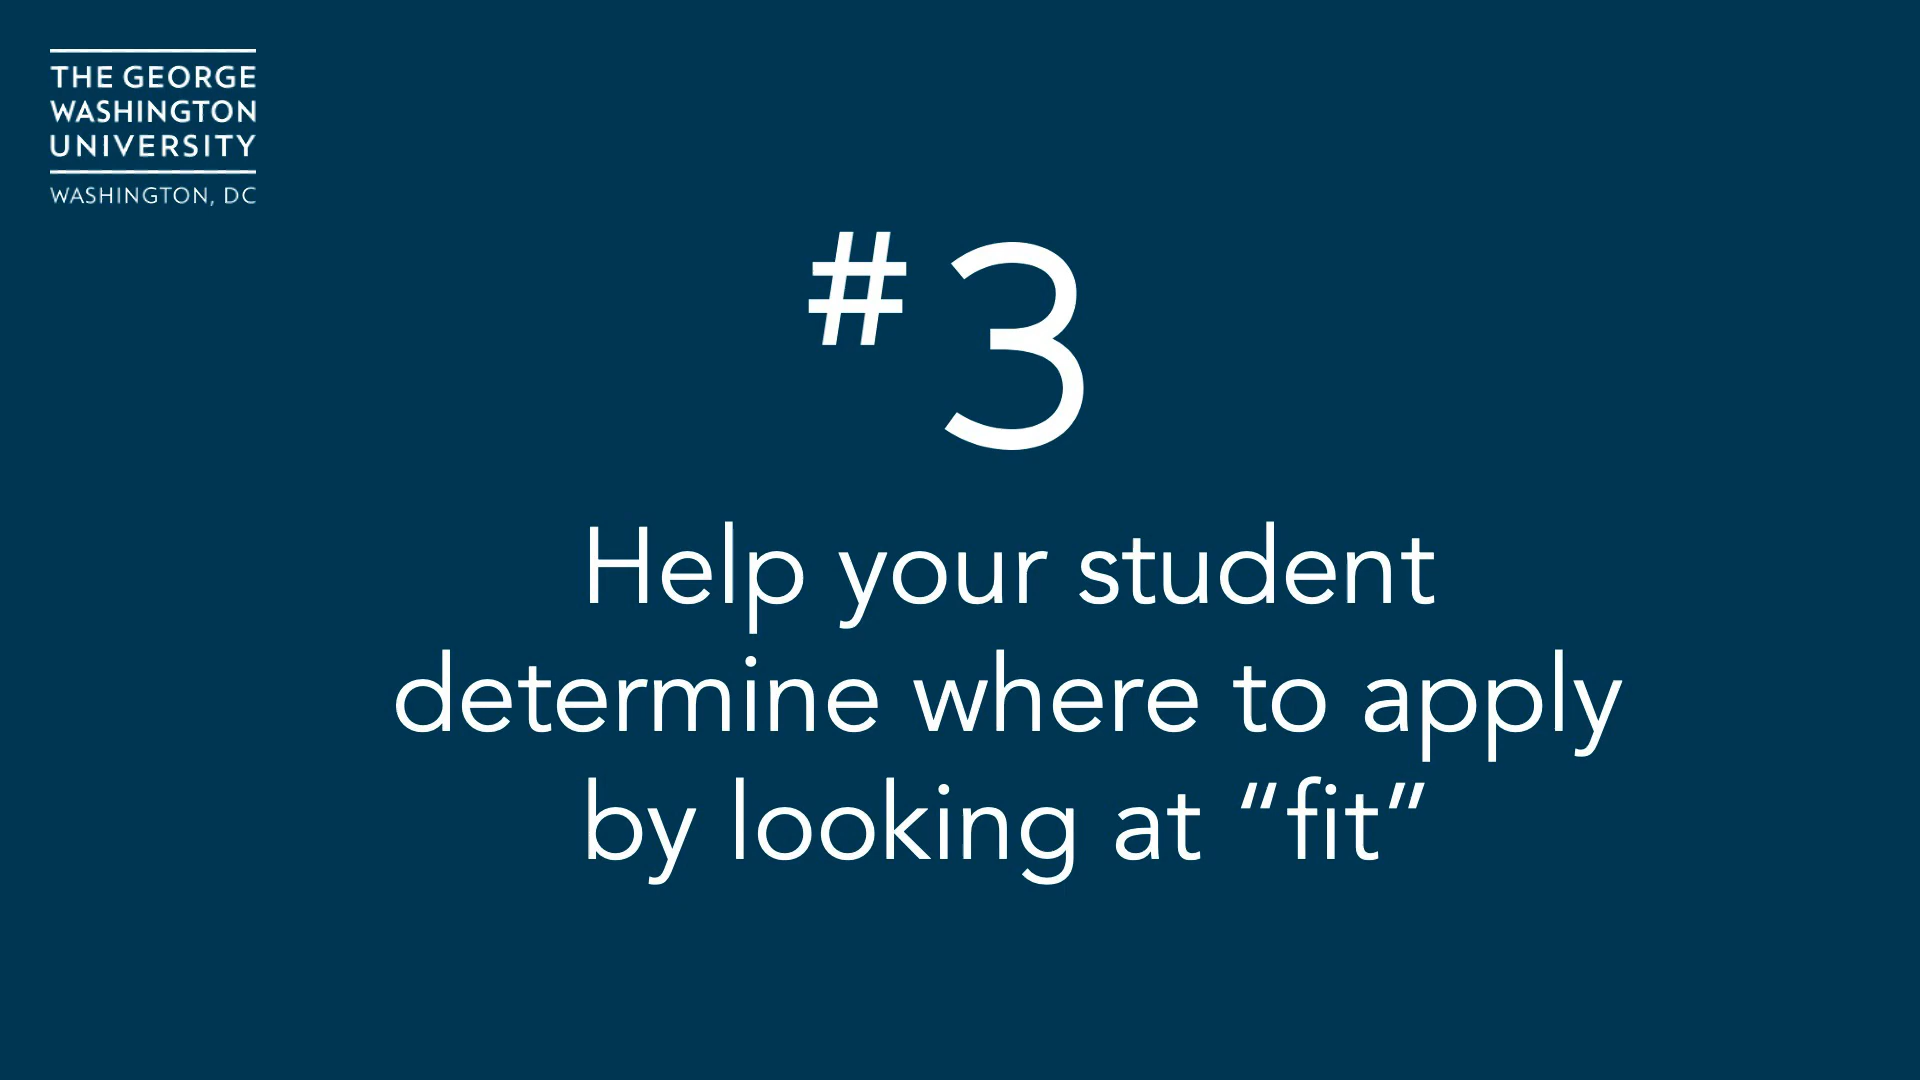 THE GEORGE
WASHINGTON
UNIVERSITY
WASHINGTON, DC
#3
Help your student
determine where to apply
by looking at “fit”